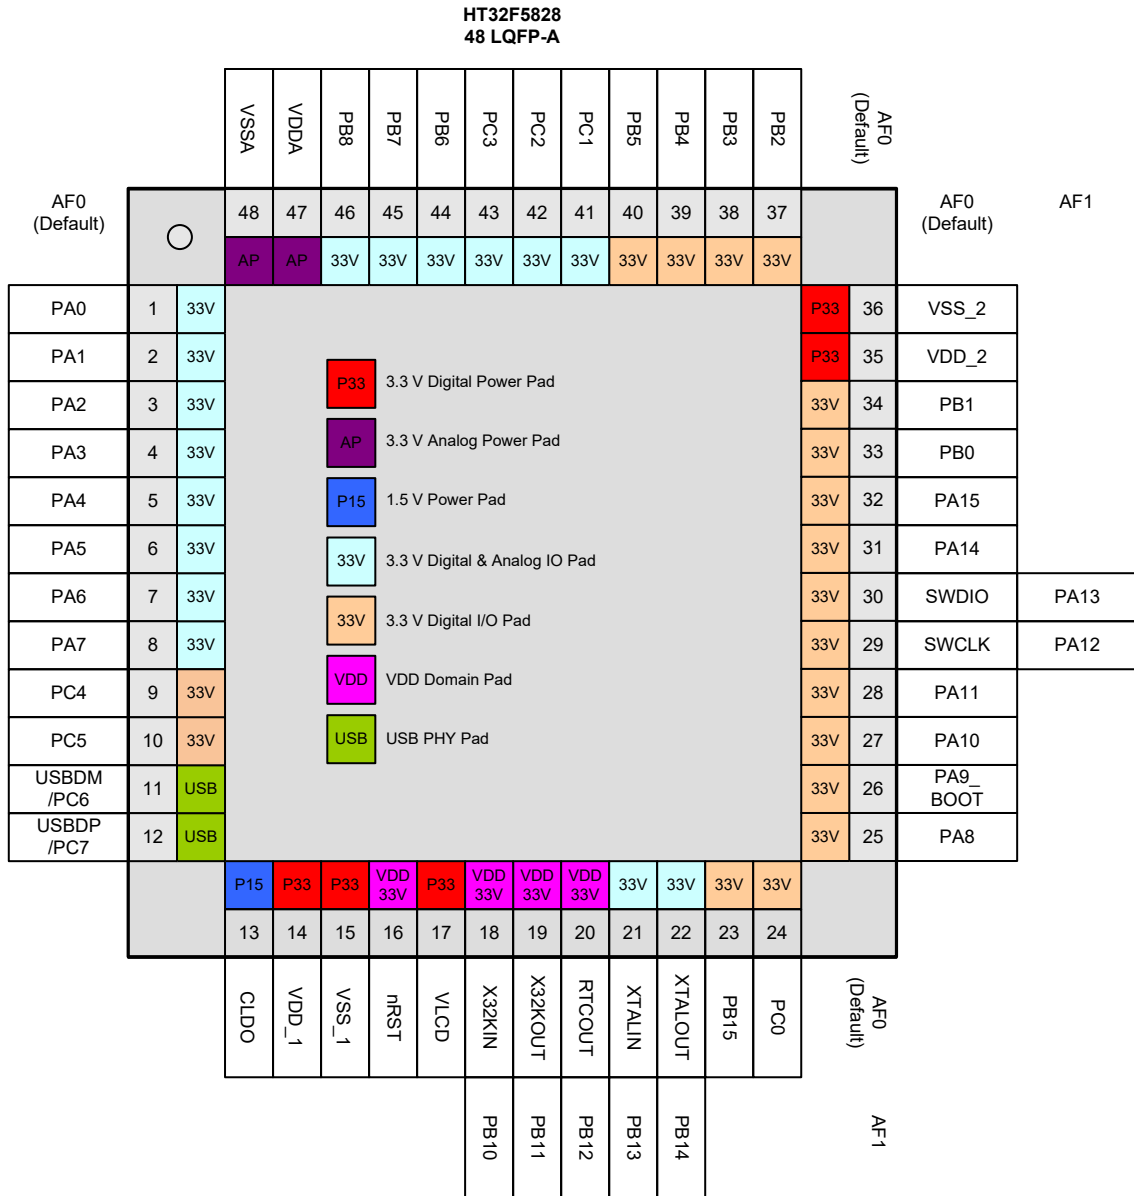 HT32F5828
48 LQFP-A
VSSA VDDA PB8 PB7 PB6 PC3 PC2 PC1 PB5 PB4 PB3 PB2
AF0
(Default)
AF0
(Default)
AF0
(Default)
AF1
48 47 46 45 44 43 42 41 40 39 38 37
AP AP 33V 33V 33V 33V 33V 33V 33V 33V 33V 33V
PA0 1 33V
PA1 2 33V
PA2 3 33V
PA3 4 33V
PA4 5 33V
PA5 6 33V
PA6 7 33V
PA7 8 33V
PC4 9 33V
PC5 10 33V
USBDM
/PC6 11 USB
USBDP
/PC7 12 USB
P33 3.3 V Digital Power Pad
AP 3.3 V Analog Power Pad
P15 1.5 V Power Pad
33V 3.3 V Digital & Analog IO Pad
33V 3.3 V Digital I/O Pad
VDD VDD Domain Pad
USB USB PHY Pad
P33 36 VSS_2
P33 35 VDD_2
33V 34 PB1
33V 33 PB0
33V 32 PA15
33V 31 PA14
33V 30 SWDIO PA13
33V 29 SWCLK PA12
33V 28 PA11
33V 27 PA10
33V 26 PA9_
BOOT
33V 25 PA8
P15 P33 P33 VDD 33V P33 VDD 33V VDD 33V VDD 33V 33V 33V 33V 33V
13 14 15 16 17 18 19 20 21 22 23 24
CLDO VDD_1 VSS_1 nRST VLCD X32KIN X32KOUT RTCOUT XTALIN XTALOUT PB15 PC0
AF0
(Default)
PB10 PB11 PB12 PB13 PB14
AF1